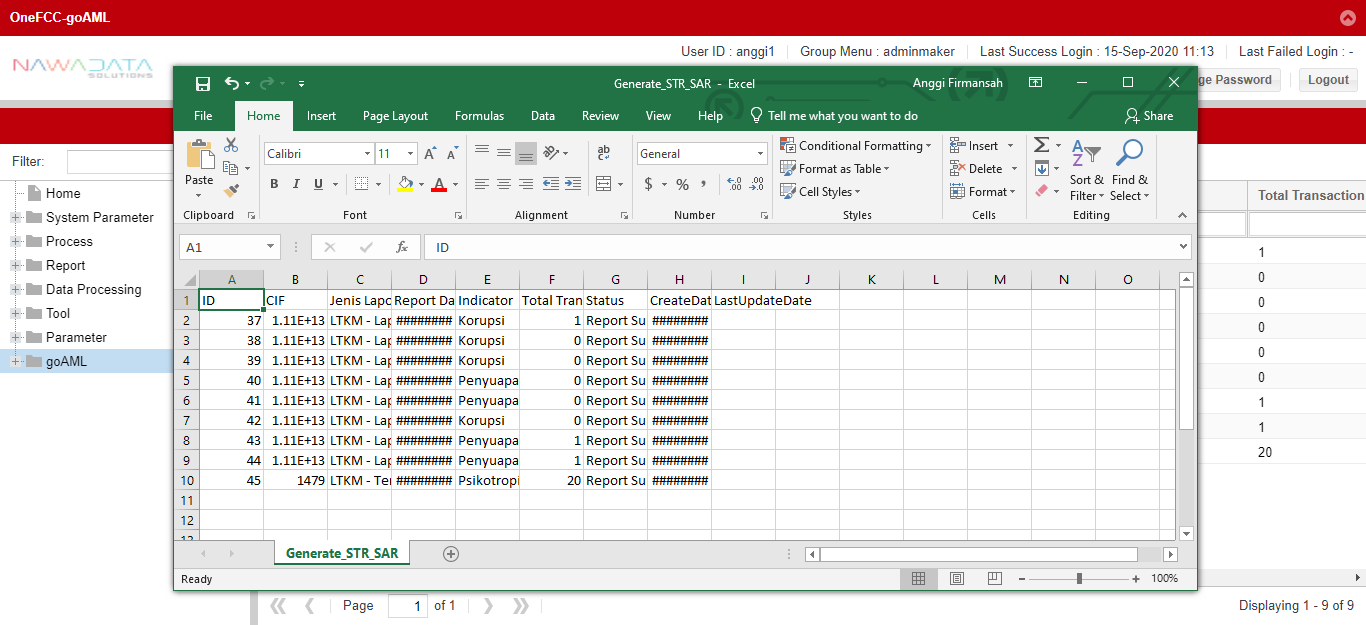 OneFCC-goAML
User ID : anggi1 Group Menu : adminmaker Last Success Login : 15-Sep-2020 11:13 Last Failed Login : -
NAWADATA
SOLUTIONS
ge Password Logout
Generate_STR_SAR - Excel Anggi Firmansah
File Home Insert Page Layout Formulas Data Review View Help Tell me what you want to do Share
Filter:
Home
System Parameter
Process
Report
Data Processing
Tool
Parameter
goAML
Paste
Clipboard
Calibri 11
B I U A A A
Font
ab
c
Alignment
General
$ % , .00 .0
Number
Conditional Formatting
Format as Table
Cell Styles
Styles
Insert
Delete
Format
Cells
Sort & Filter
Find & Select
Editing
A1 fx ID
A B C D E F G H I J K L M N O
1 ID CIF Jenis Lapo Report Da Indicator Total Tran Status CreateDat LastUpdateDate
2 37 1.11E+13 LTKM - Lap ######## Korupsi 1 Report Su ########
3 38 1.11E+13 LTKM - Lap ######## Korupsi 0 Report Su ########
4 39 1.11E+13 LTKM - Lap ######## Korupsi 0 Report Su ########
5 40 1.11E+13 LTKM - Lap ######## Penyuapa 0 Report Su ########
6 41 1.11E+13 LTKM - Lap ######## Penyuapa 0 Report Su ########
7 42 1.11E+13 LTKM - Lap ######## Korupsi 0 Report Su ########
8 43 1.11E+13 LTKM - Lap ######## Penyuapa 1 Report Su ########
9 44 1.11E+13 LTKM - Lap ######## Penyuapa 1 Report Su ########
10 45 1479 LTKM - Ter ######## Psikotropi 20 Report Su ########
11
12
Generate_STR_SAR
Ready 100%
Total Transaction
1
0
0
0
0
0
1
1
20
Page 1 of 1 Displaying 1 - 9 of 9